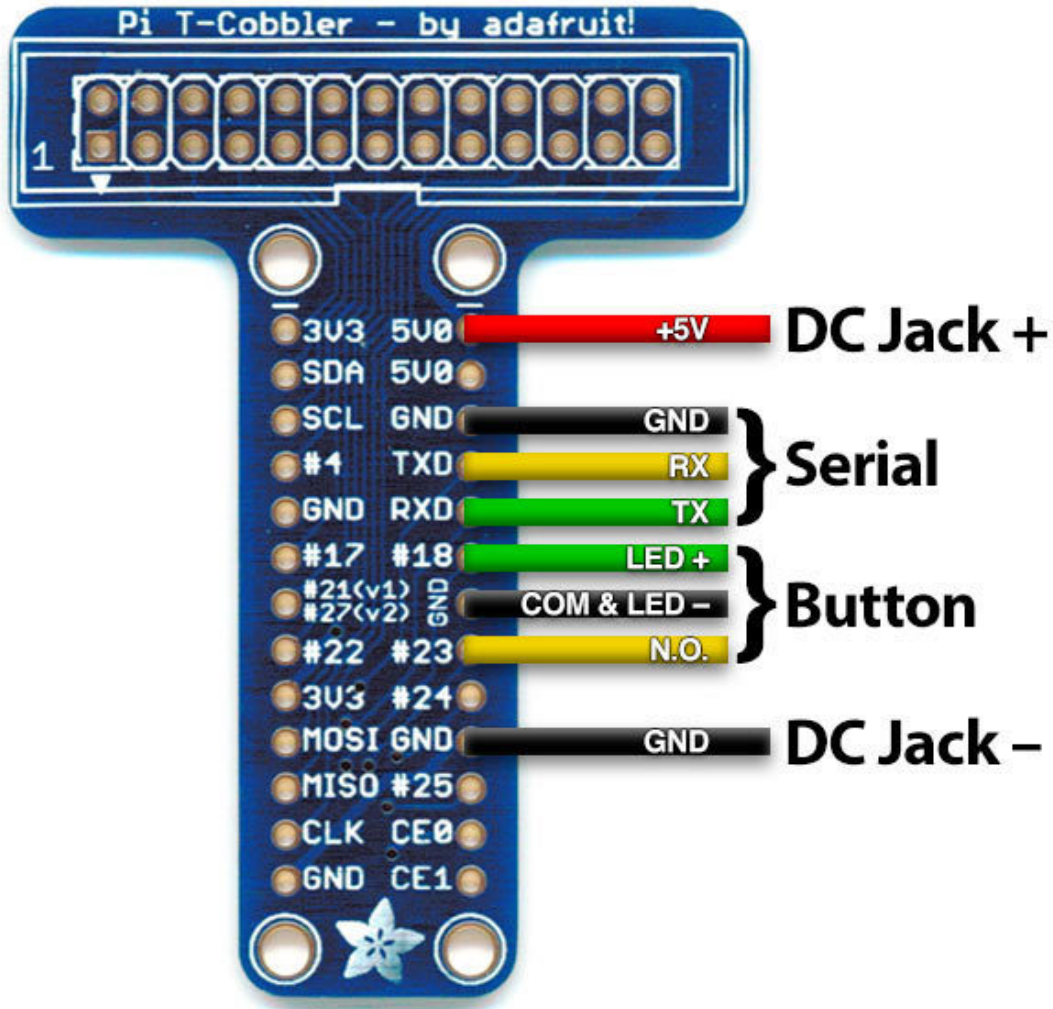 Pi T-Cobbler - by adafruit!
1
3V3 5V0 +5V DC Jack +
SDA 5V0
SCL GND GND
#4 TXD RX Serial
GND RXD TX
#17 #18 LED +
#21(v1)
#27(v2) GND COM & LED – Button
#22 #23 N.O.
3V3 #24
MOSI GND GND DC Jack –
MISO #25
CLK CE0
GND CE1